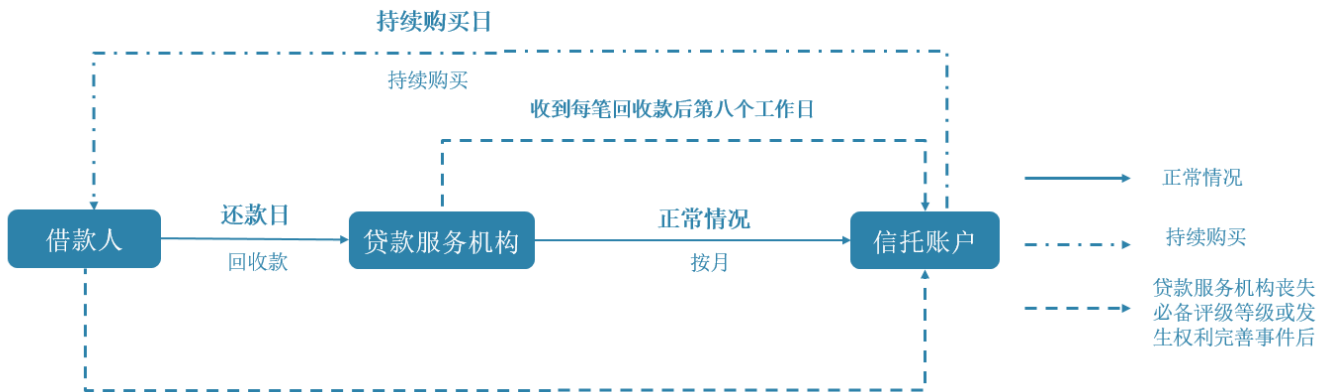 持续购买日
持续购买
收到每笔回收款后第八个工作日
正常情况
还款日
正常情况
借款人
贷款服务机构
信托账户
持续购买
回收款
按月
贷款服务机构丧失
必备评级等级或发
生权利完善事件后